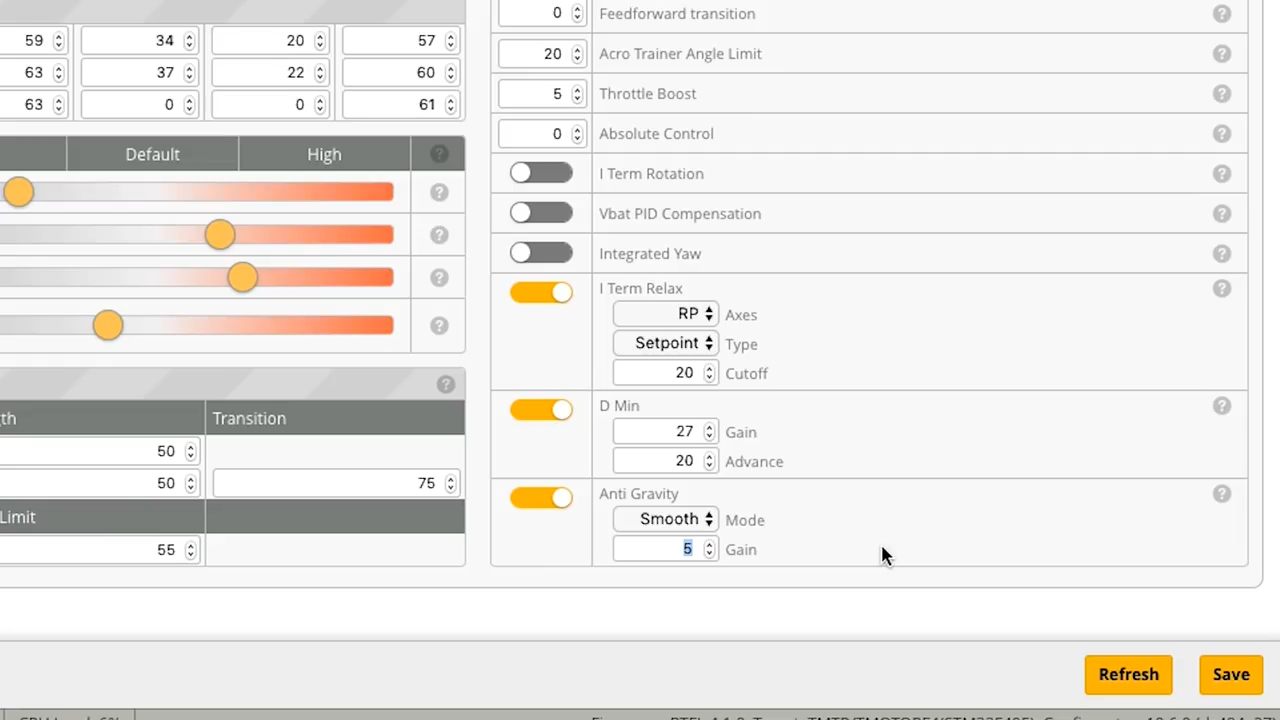 0 Feedforward transition ?
59 34 20 57
20 Acro Trainer Angle Limit ?
63 37 22 60
5 Throttle Boost ?
63 0 0 61
0 Absolute Control ?
Default High ?
I Term Rotation ?
?
Vbat PID Compensation ?
?
Integrated Yaw ?
?
I Term Relax ?
RP Axes
?
Setpoint Type
20 Cutoff
?
D Min ?
Transition
27 Gain
50
20 Advance
50 75
Anti Gravity ?
Limit
Smooth Mode
55
5 Gain
Refresh Save